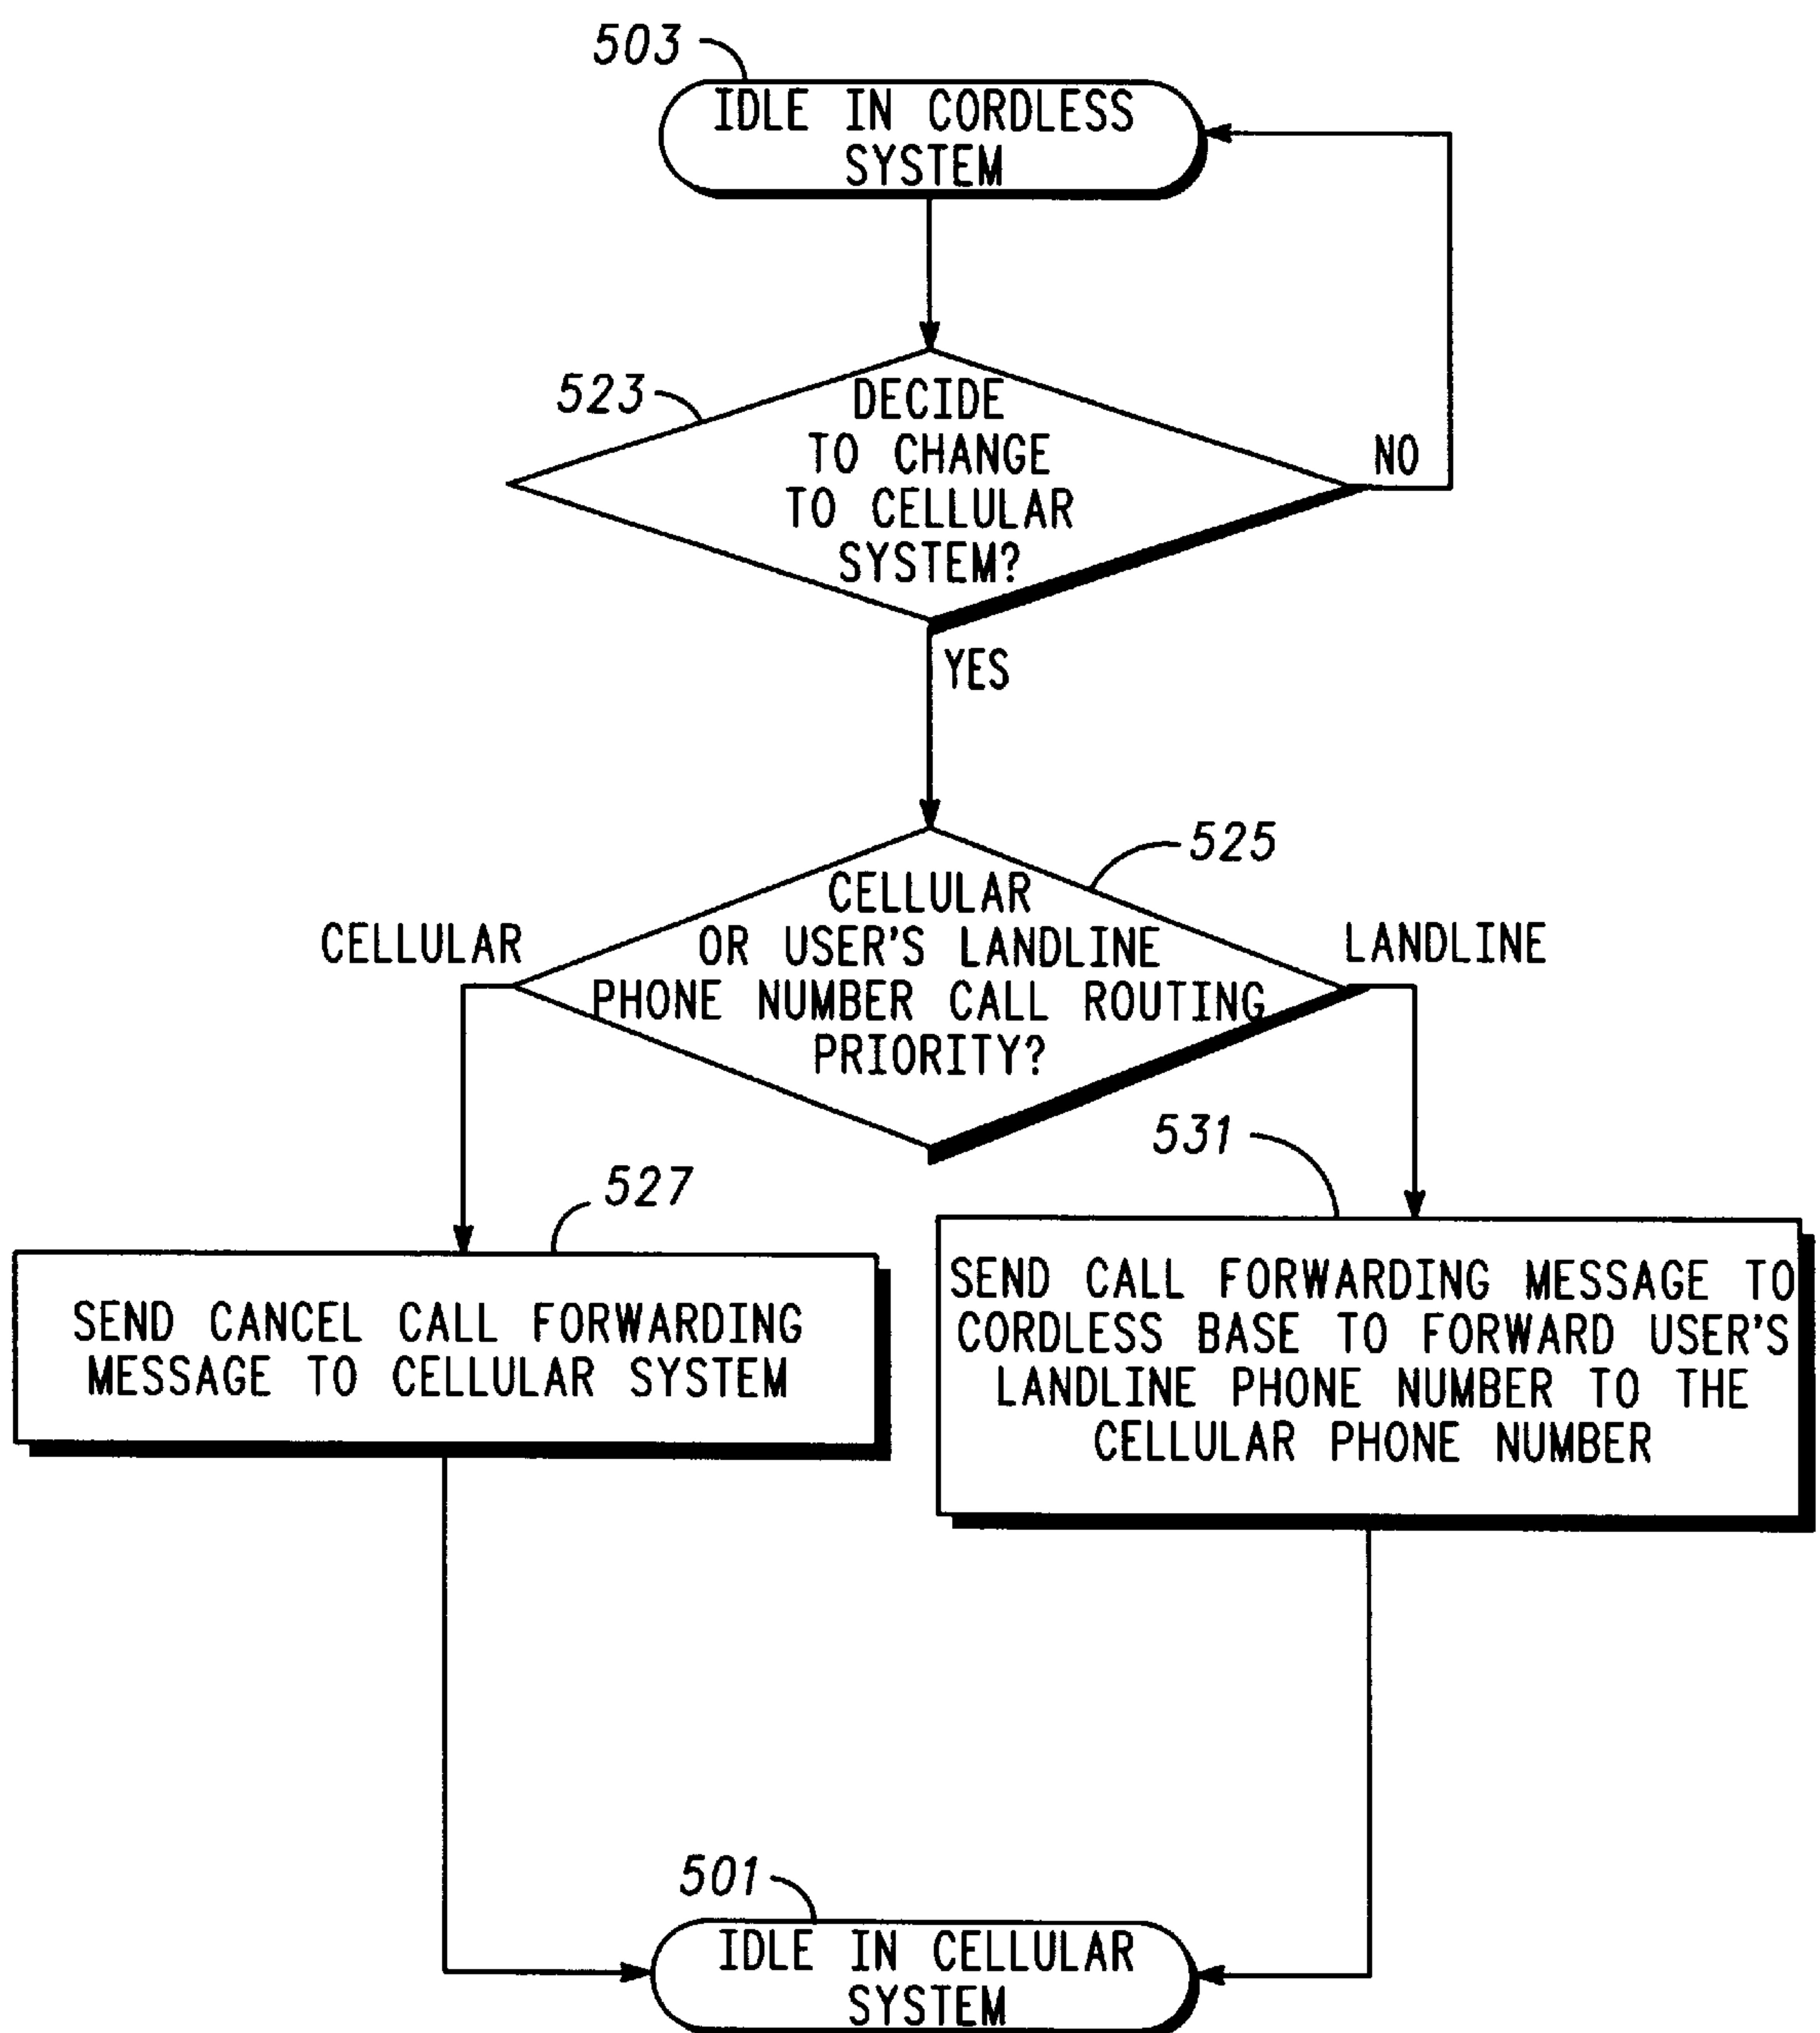 503
IDLE IN CORDLESS
SYSTEM
523
DECIDE
TO CHANGE
TO CELLULAR
SYSTEM?
NO
YES
525
CELLULAR
OR USER'S LANDLINE
PHONE NUMBER CALL ROUTING
PRIORITY?
CELLULAR
LANDLINE
527
SEND CANCEL CALL FORWARDING
MESSAGE TO CELLULAR SYSTEM
531
SEND CALL FORWARDING MESSAGE TO
CORDLESS BASE TO FORWARD USER'S
LANDLINE PHONE NUMBER TO THE
CELLULAR PHONE NUMBER
501
IDLE IN CELLULAR
SYSTEM